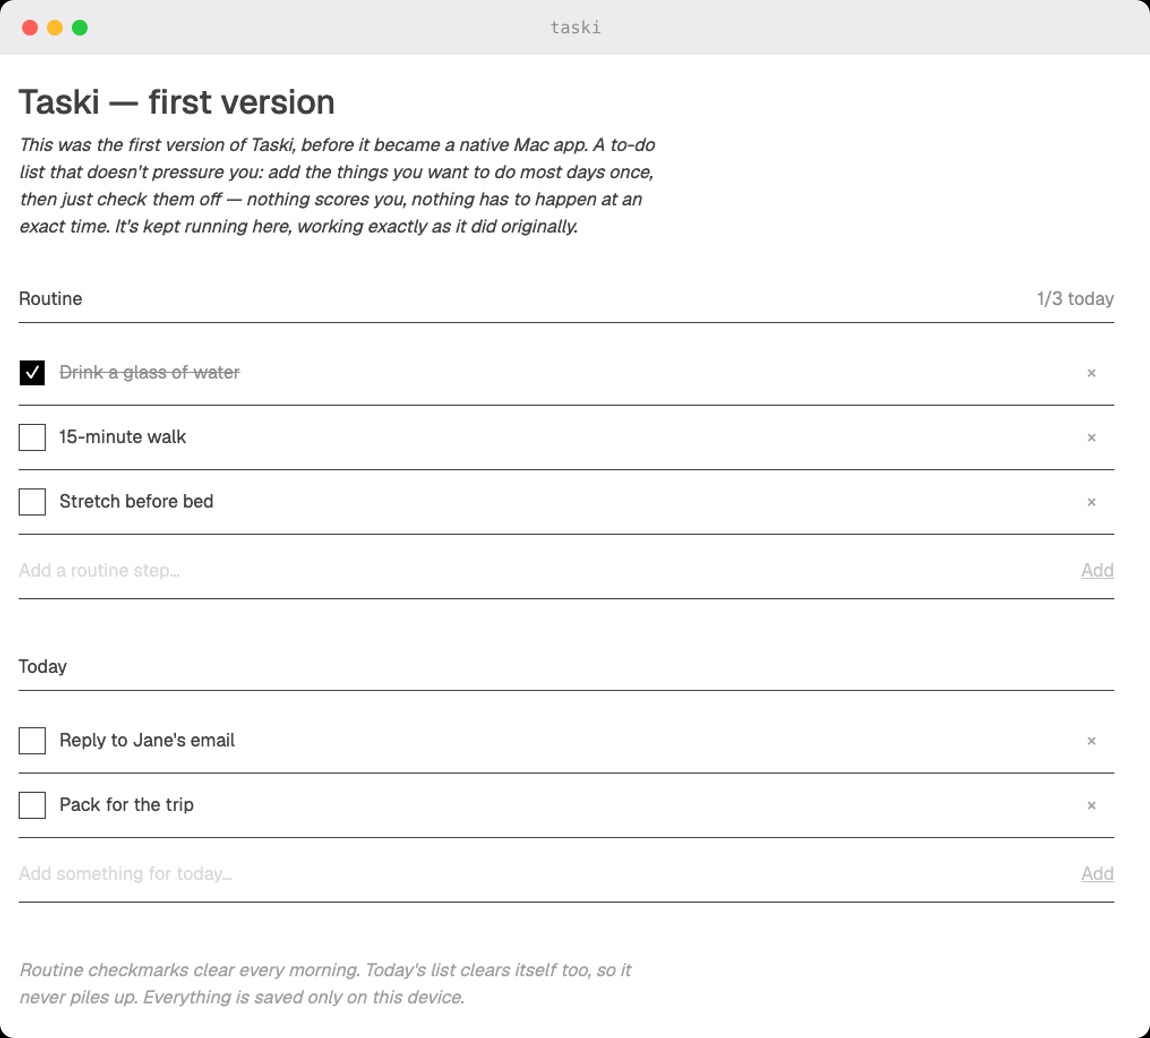 taski
Taski — first version
This was the first version of Taski, before it became a native Mac app. A to-do
list that doesn't pressure you: add the things you want to do most days once,
then just check them off — nothing scores you, nothing has to happen at an
exact time. It's kept running here, working exactly as it did originally.
Routine 1/3 today
Drink a glass of water ×
15-minute walk ×
Stretch before bed ×
Add a routine step… Add
Today
Reply to Jane's email ×
Pack for the trip ×
Add something for today… Add
Routine checkmarks clear every morning. Today's list clears itself too, so it
never piles up. Everything is saved only on this device.